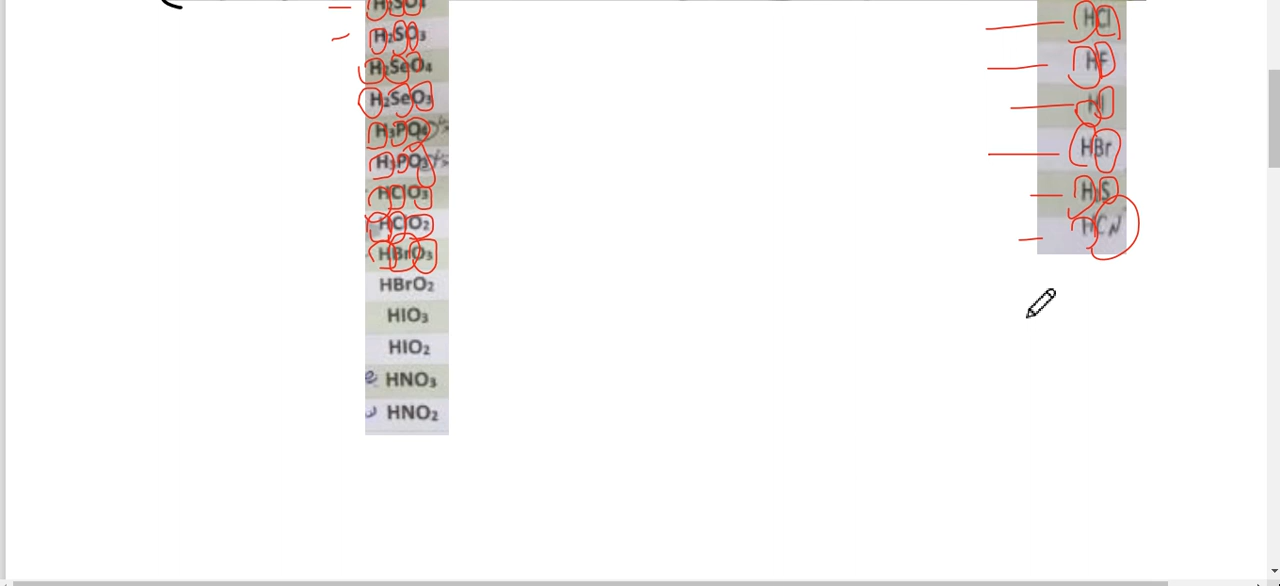 H₂SO₄
H₂SO₃
H₂SeO₄
H₂SeO₃
H₃PO₄
H₃PO₃
HClO₃
HClO₂
HBrO₃
HBrO₂
HIO₃
HIO₂
HNO₃
HNO₂
HCl
HF
HI
HBr
H₂S
HCN